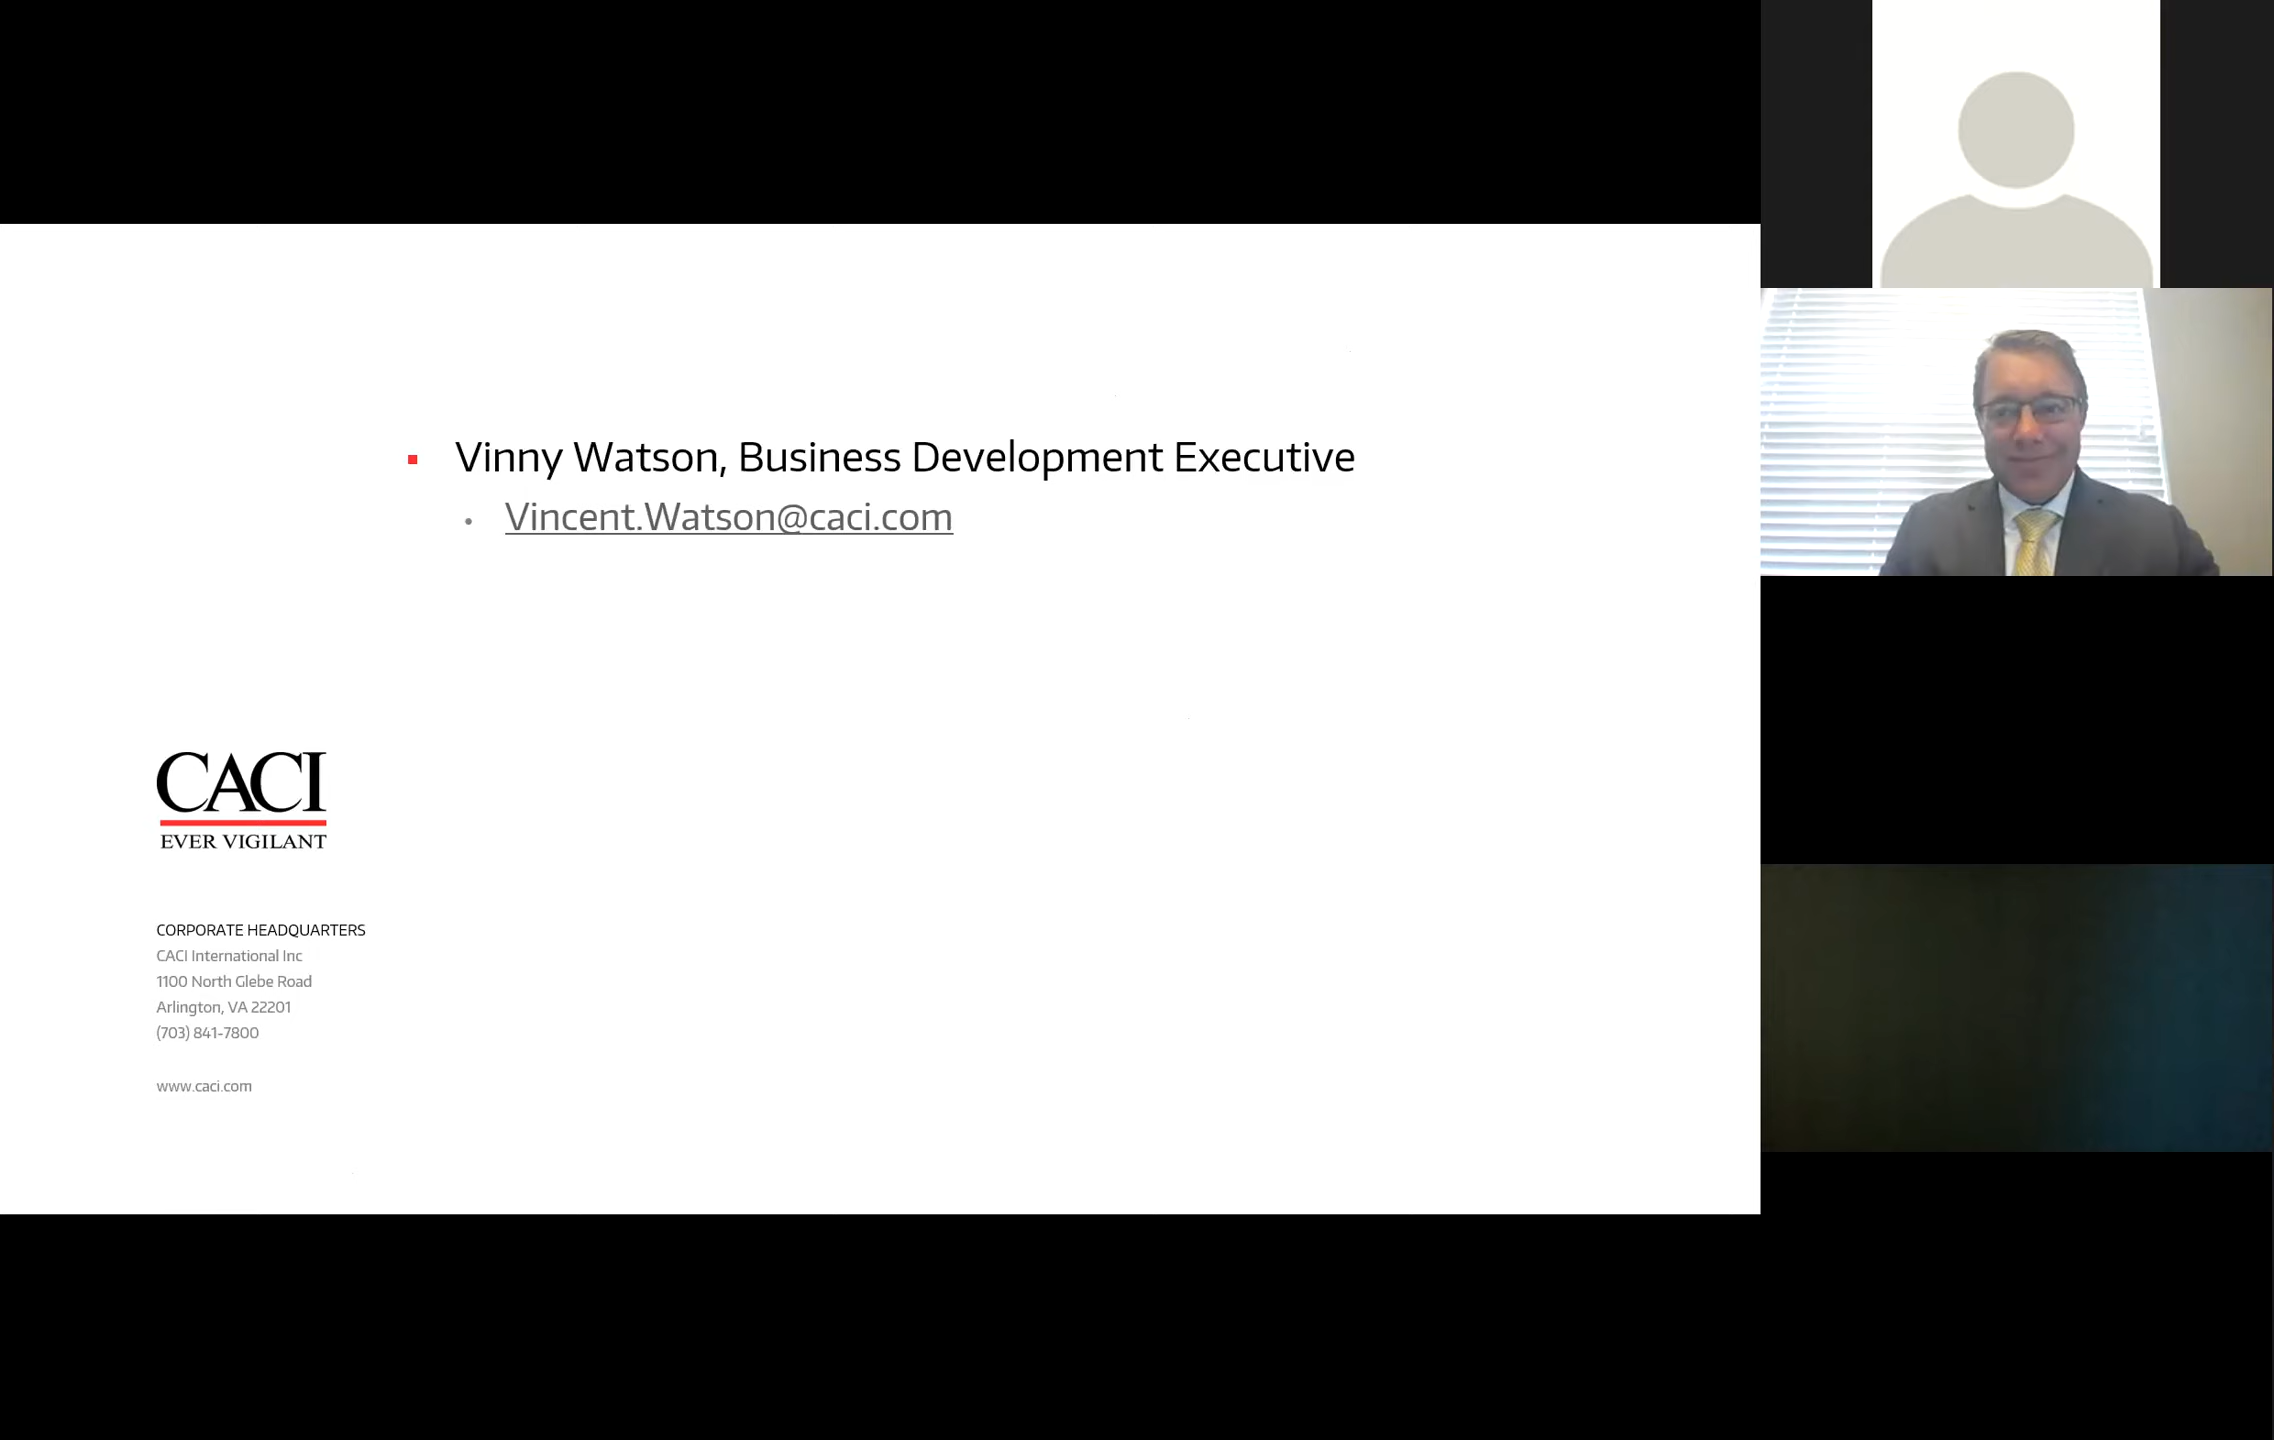 Vinny Watson, Business Development Executive
Vincent.Watson@caci.com
CACI
EVER VIGILANT
CORPORATE HEADQUARTERS
CACI International Inc
1100 North Glebe Road
Arlington, VA 22201
(703) 841-7800
www.caci.com